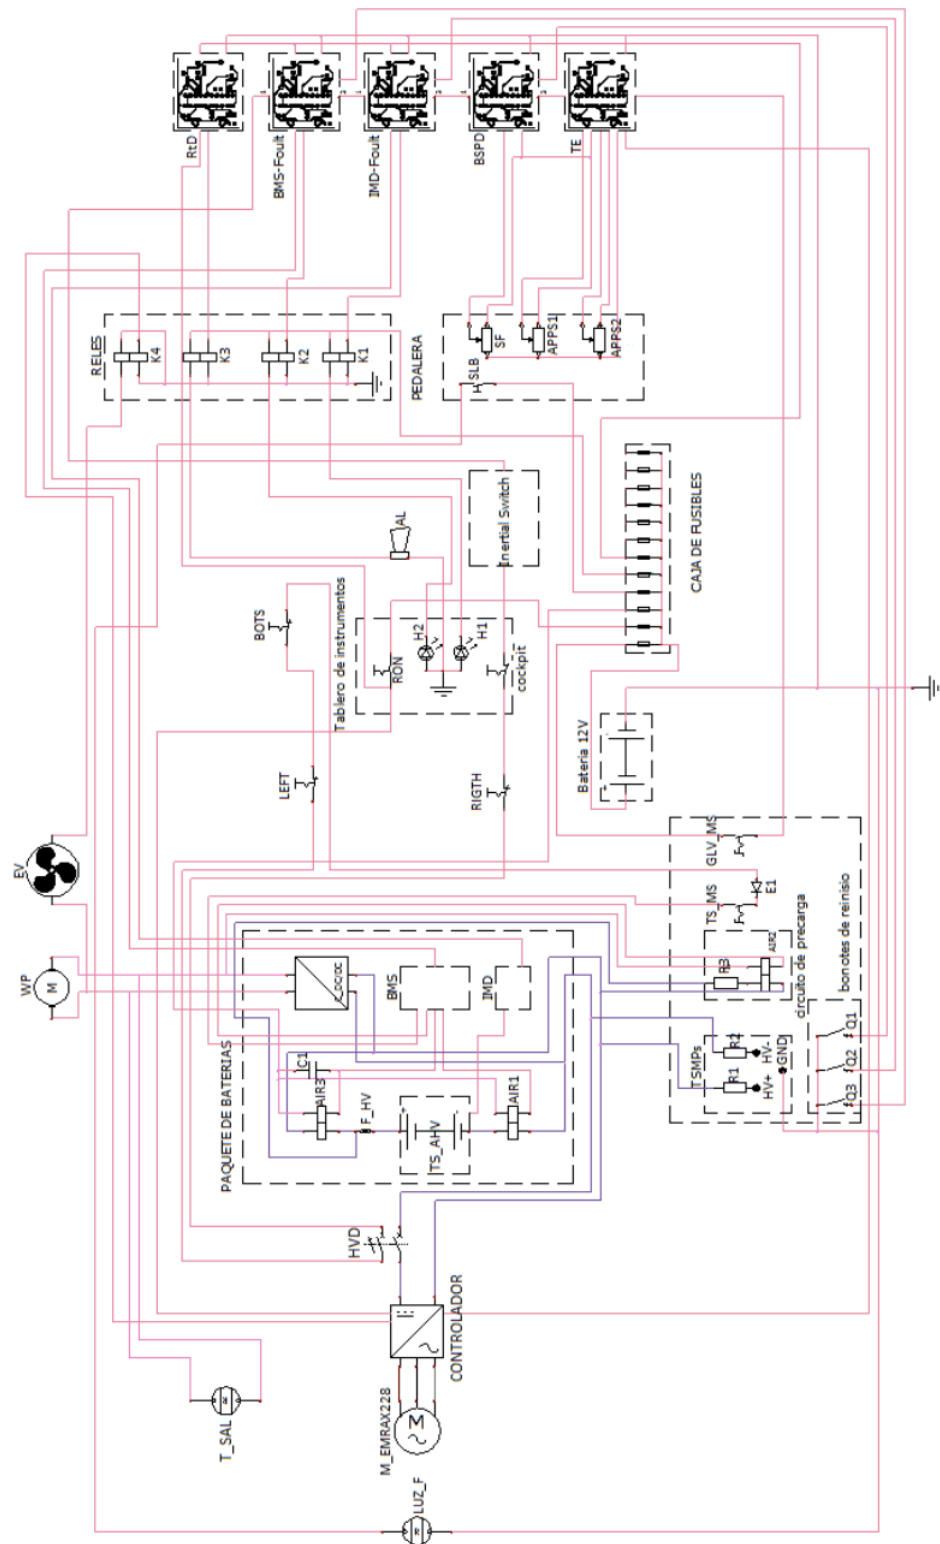 RtD
BMS-Foult
IMD-Foult
BSPD
TE
RELES
K4
K3
K2
K1
PEDALERA
SLB
SF
APPS1
APPS2
Inertial Switch
CAJA DE FUSIBLES
AL
BOTS
Tablero de instrumentos
RON
H2
H1
cockpit
LEFT
RIGTH
Bateria 12V
EV
WP
M
GLV_MS
TS_MS
E1
AIR2
R3
circuito de precarga
bonotes de reinisio
Q1
Q2
Q3
TSMPs
R2
R1
HV-
HV+
GND
PAQUETE DE BATERIAS
DC/DC
BMS
IMD
C1
AIR3
F_HV
TS_AHV
AIR1
HVD
CONTROLADOR
T_SAL
M_EMRAX228
M
LUZ_F